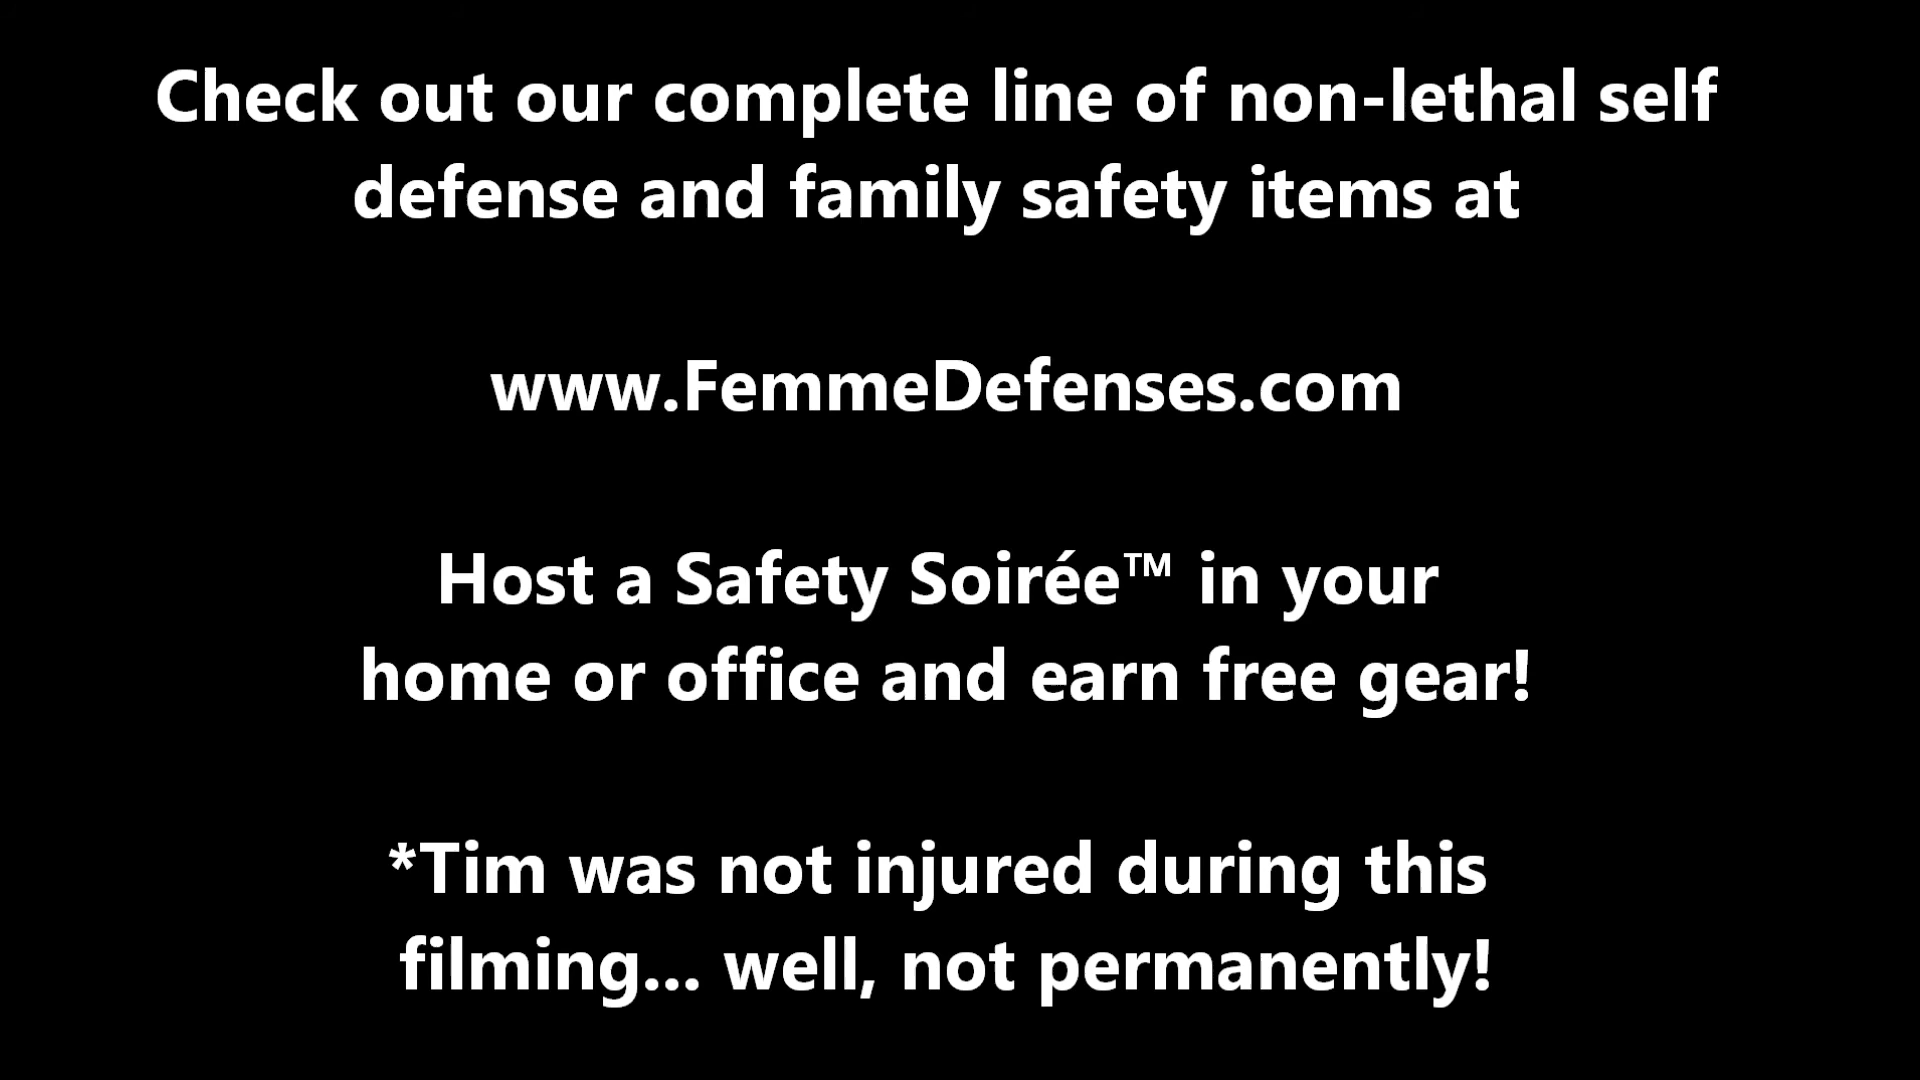 Check out our complete line of non-lethal self
defense and family safety items at
www.FemmeDefenses.com
Host a Safety Soirée™ in your
home or office and earn free gear!
*Tim was not injured during this
filming... well, not permanently!